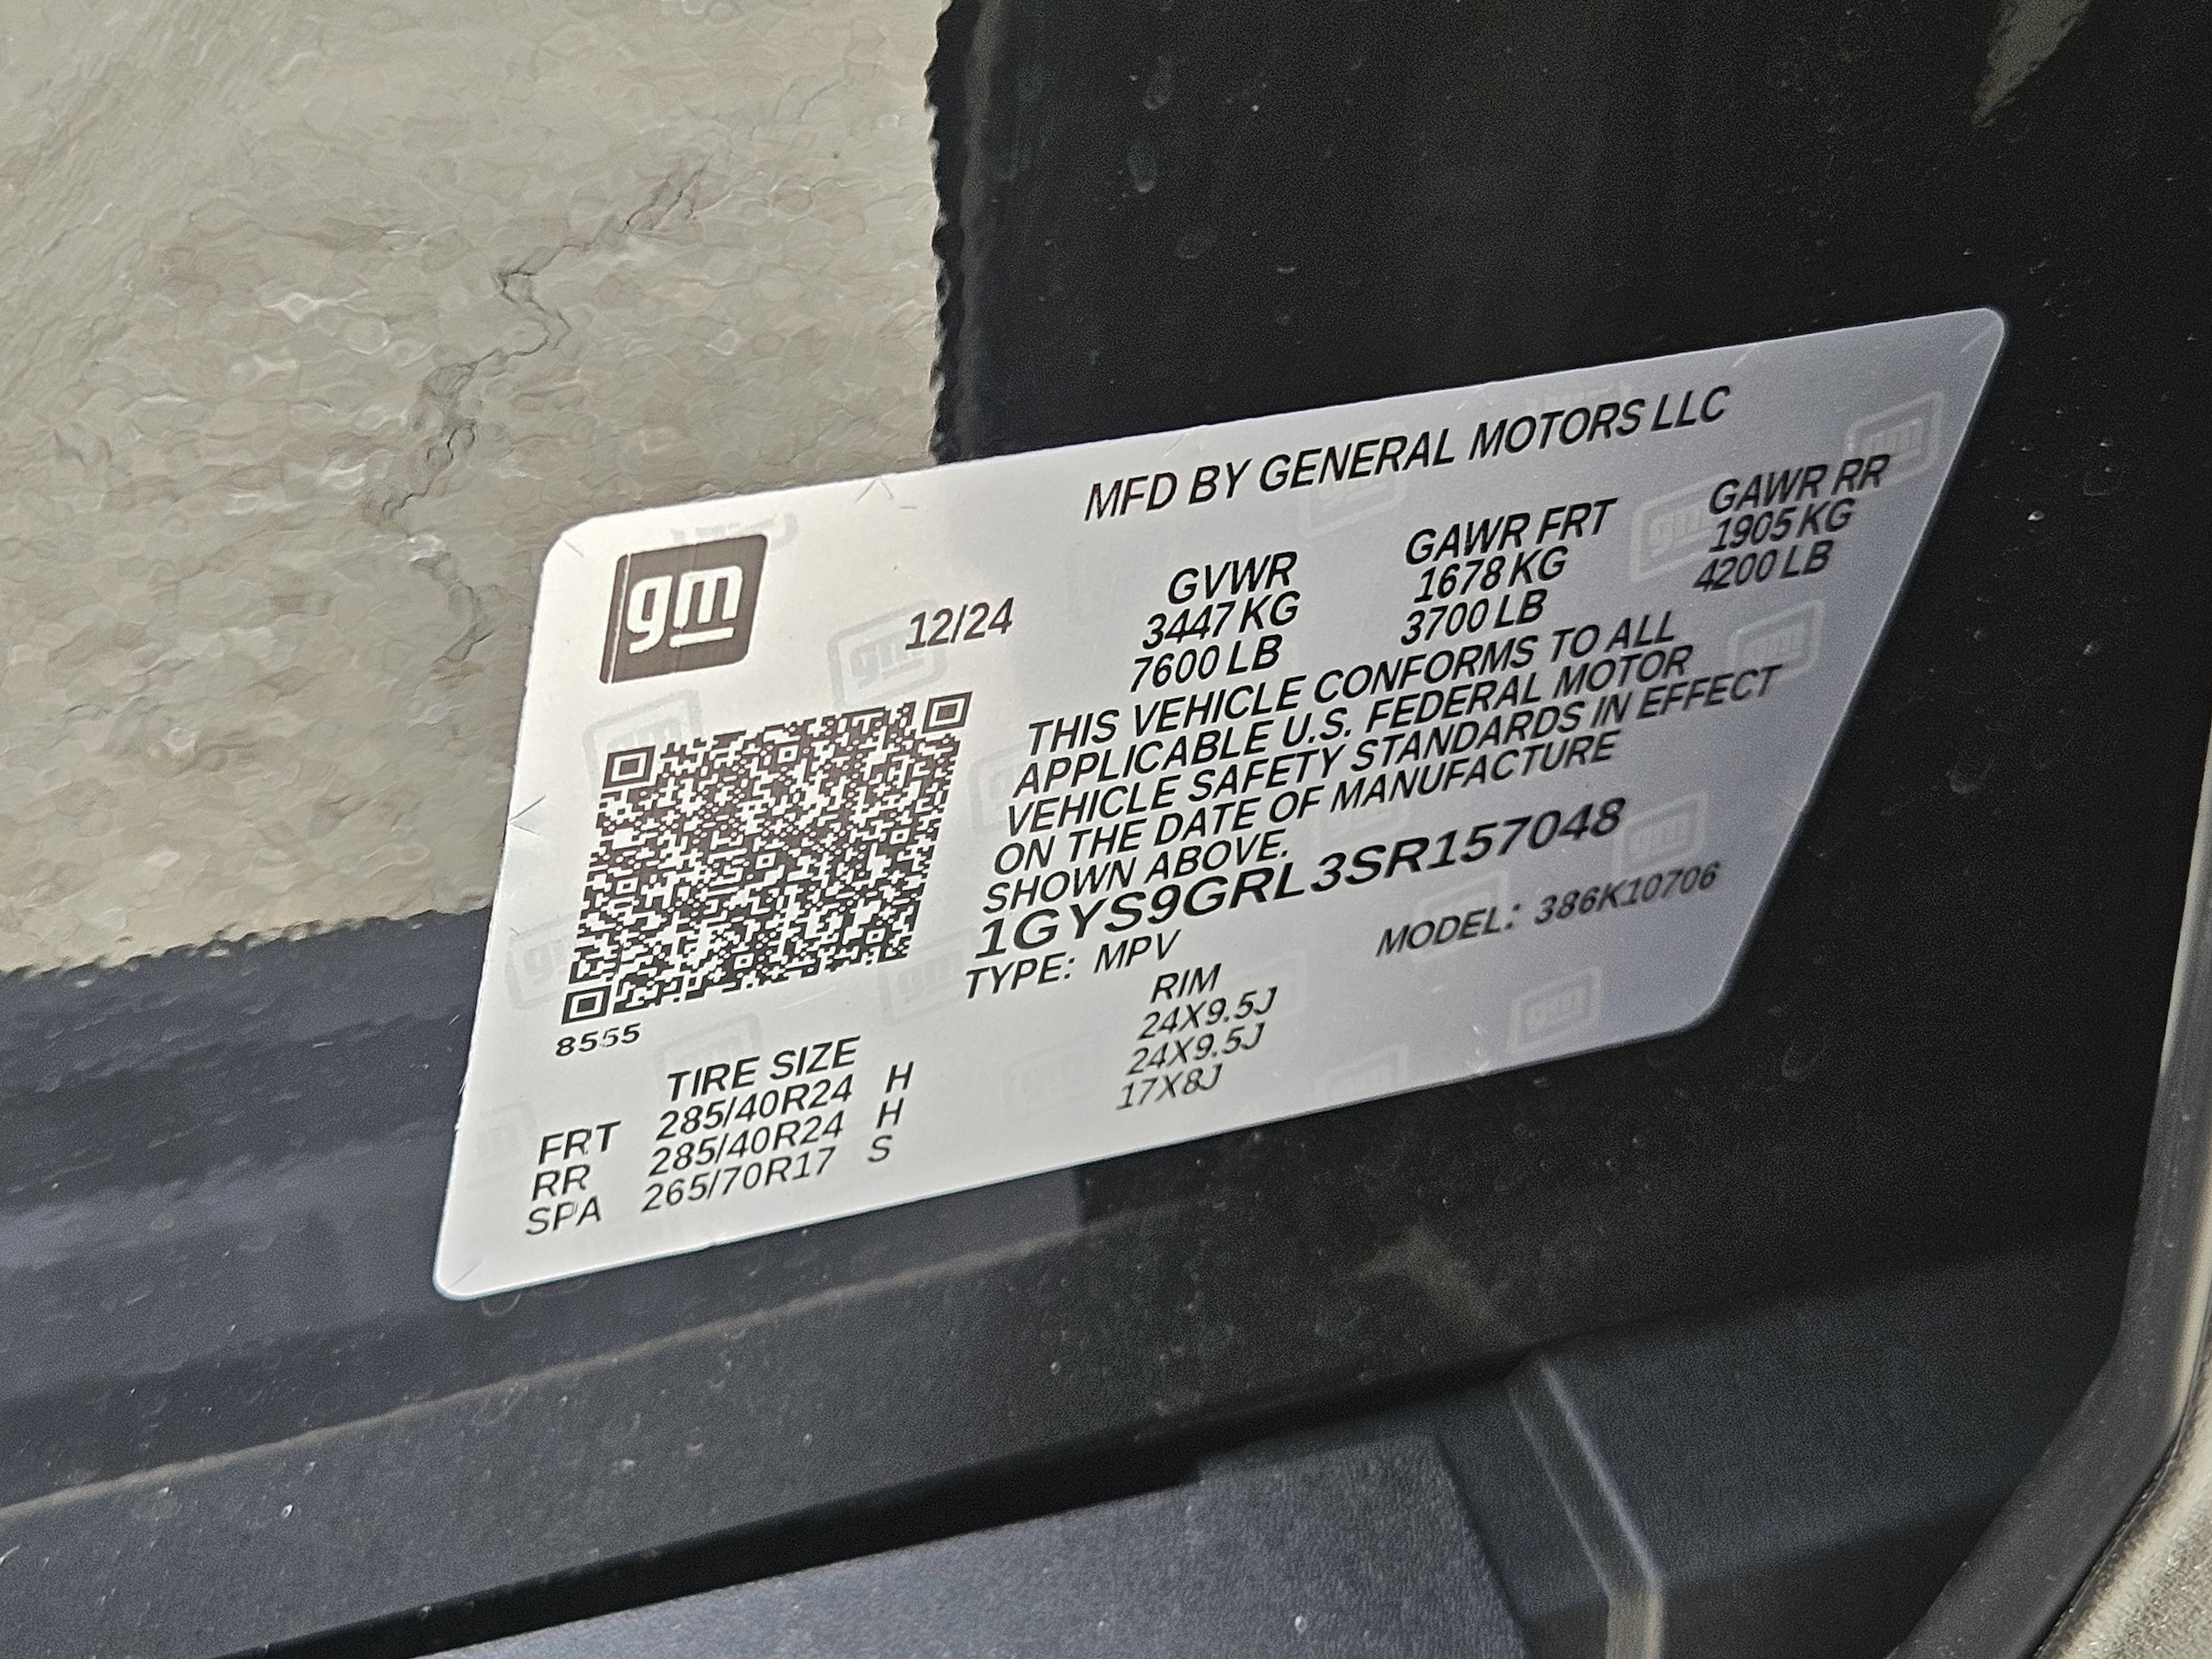 MFD BY GENERAL MOTORS LLC
gm
12/24
GVWR GAWR FRT GAWR RR
3447 KG 1678 KG 1905 KG
7600 LB 3700 LB 4200 LB
THIS VEHICLE CONFORMS TO ALL
APPLICABLE U.S. FEDERAL MOTOR
VEHICLE SAFETY STANDARDS IN EFFECT
ON THE DATE OF MANUFACTURE
SHOWN ABOVE.
1GYS9GRL3SR157048
TYPE: MPV MODEL: 386K10706
8555
TIRE SIZE RIM
FRT 285/40R24 H 24X9.5J
RR 285/40R24 H 24X9.5J
SPA 265/70R17 S 17X8J